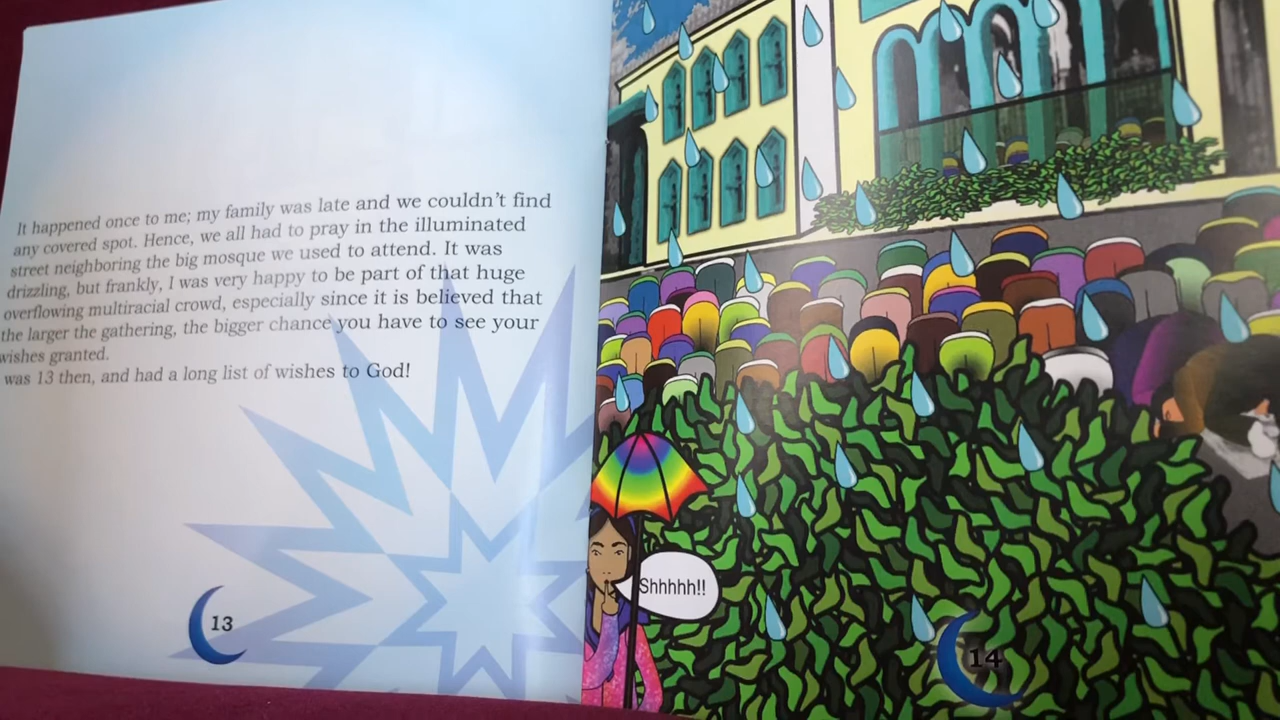 It happened once to me; my family was late and we couldn't find
any covered spot. Hence, we all had to pray in the illuminated
street neighboring the big mosque we used to attend. It was
drizzling, but frankly, I was very happy to be part of that huge
overflowing multiracial crowd, especially since it is believed that
the larger the gathering, the bigger chance you have to see your
wishes granted.
was 13 then, and had a long list of wishes to God!
13
Shhhhh!!
14